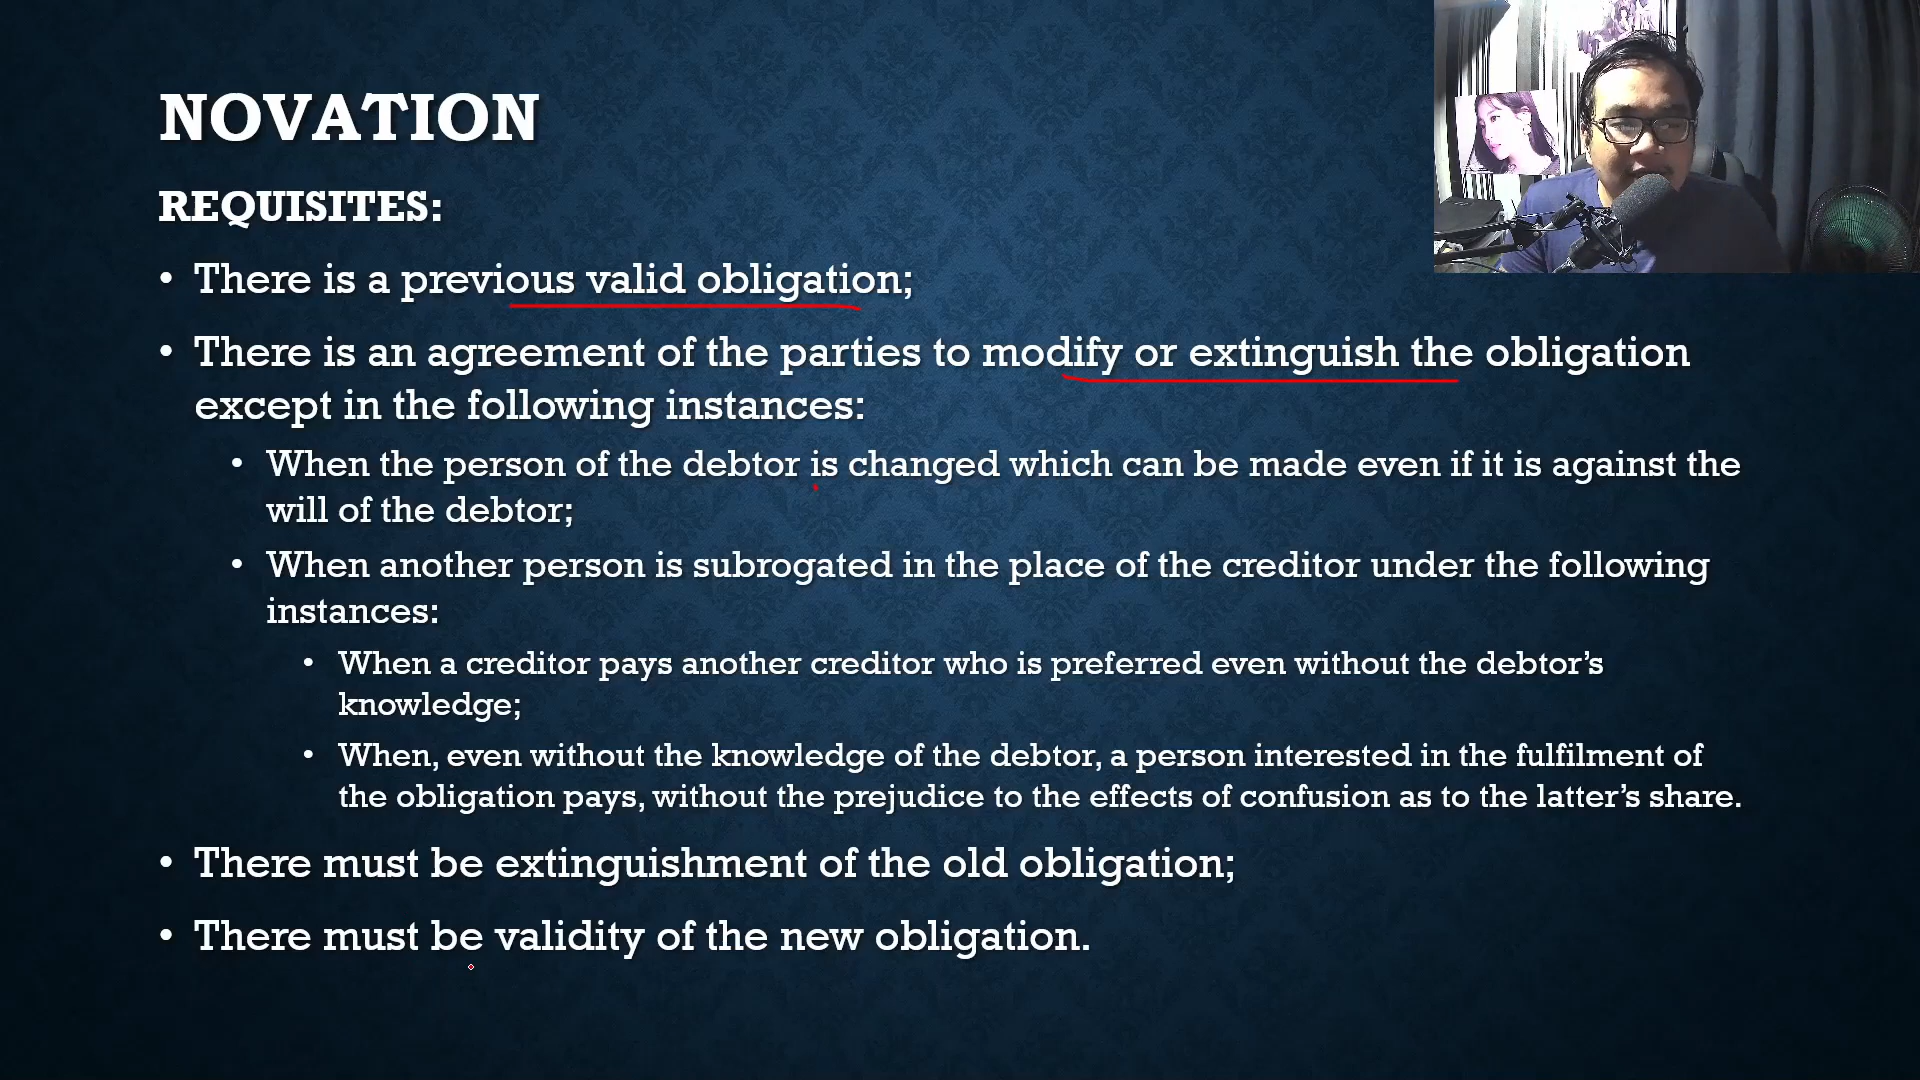 NOVATION
REQUISITES:
• There is a previous valid obligation;
• There is an agreement of the parties to modify or extinguish the obligation
except in the following instances:
• When the person of the debtor is changed which can be made even if it is against the
will of the debtor;
• When another person is subrogated in the place of the creditor under the following
instances:
• When a creditor pays another creditor who is preferred even without the debtor’s
knowledge;
• When, even without the knowledge of the debtor, a person interested in the fulfilment of
the obligation pays, without the prejudice to the effects of confusion as to the latter’s share.
• There must be extinguishment of the old obligation;
• There must be validity of the new obligation.